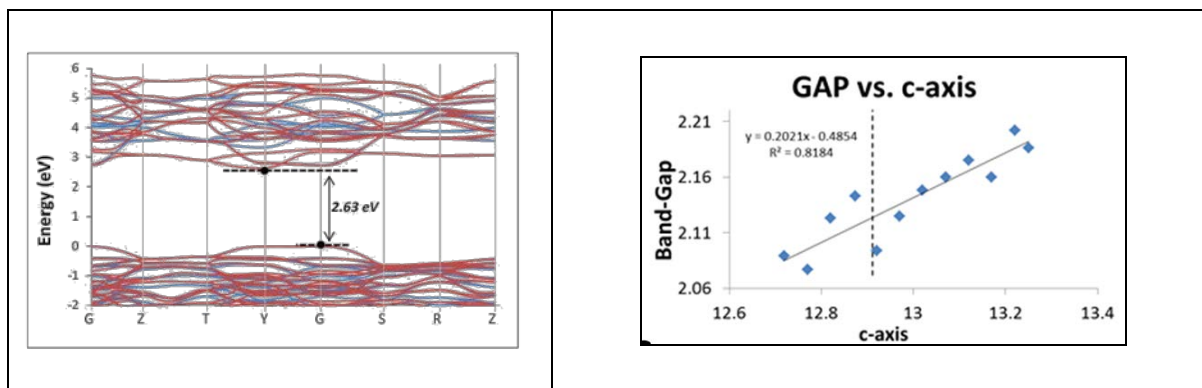 6
5
4
3
2
1
0
-1
-2
Energy (eV)
2.63 eV
G Z T Y G S R Z
GAP vs. c-axis
y = 0.2021x - 0.4854
R² = 0.8184
2.21
2.16
2.11
2.06
Band-Gap
12.6 12.8 13 13.2 13.4
c-axis